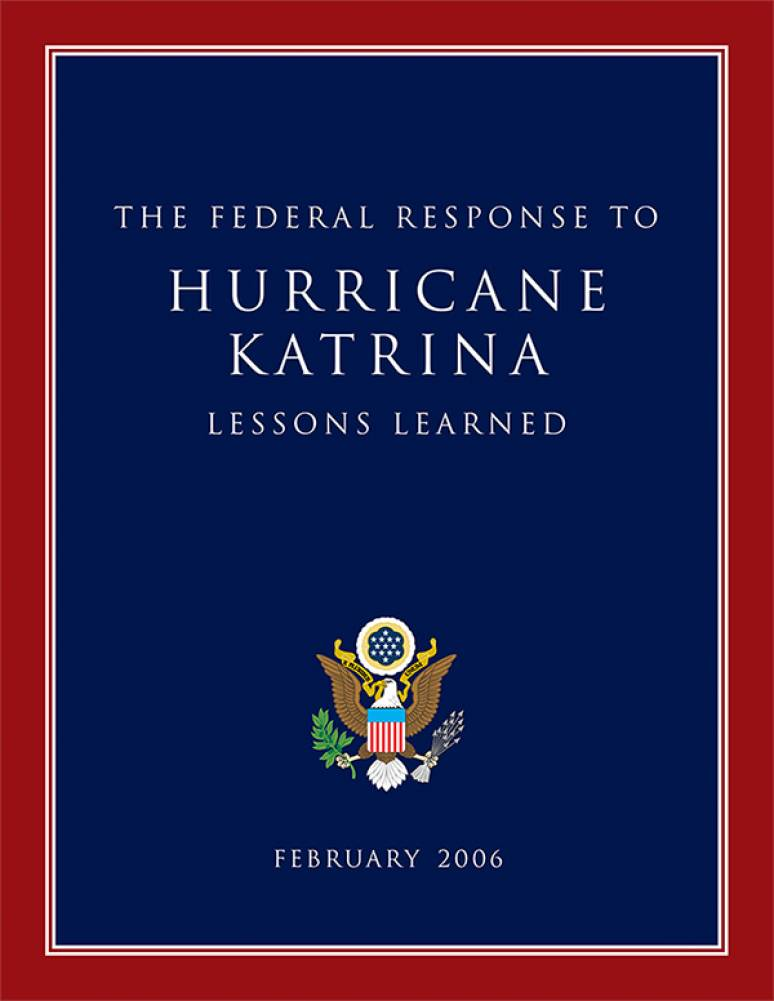 THE FEDERAL RESPONSE TO
HURRICANE
KATRINA
LESSONS LEARNED
FEBRUARY 2006